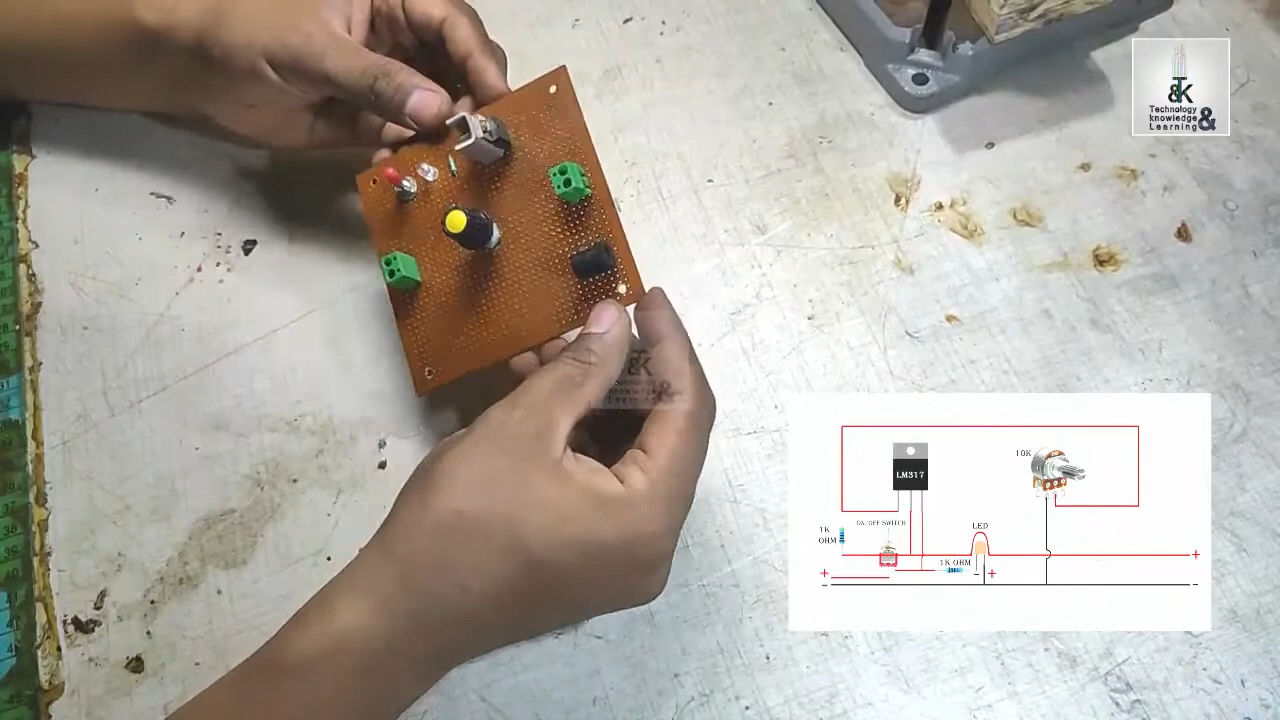 T
&K
Technology
knowledge
Learning &
LM317
10K
1K
OHM
ON, OFF SWITCH
LED
1K OHM
+
+
-
-
+
-